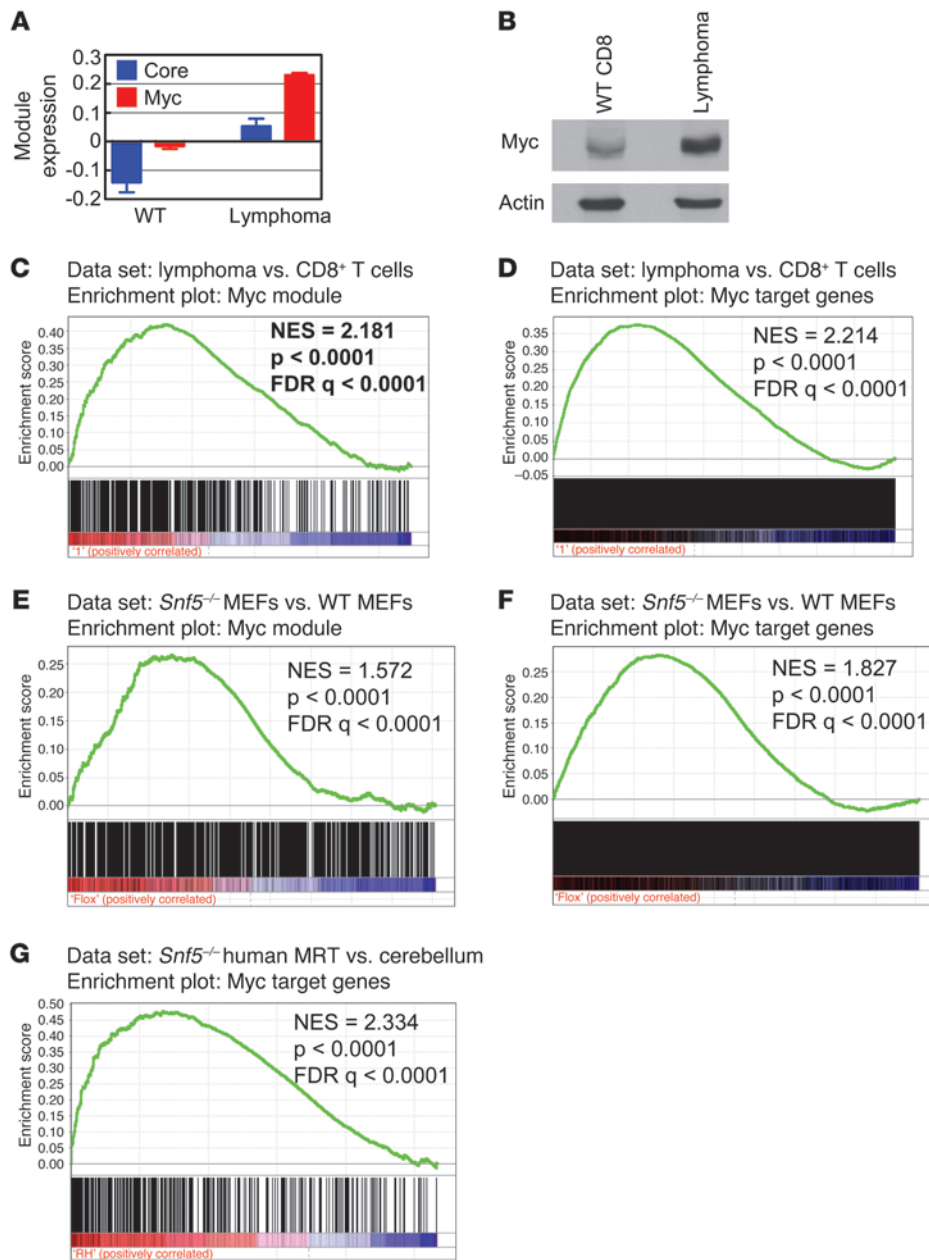 A
0.3
0.2
0.1
0
-0.1
-0.2
Module expression
Core
Myc
WT
Lymphoma
B
WT CD8
Lymphoma
Myc
Actin
C
Data set: lymphoma vs. CD8⁺ T cells
Enrichment plot: Myc module
Enrichment score
0.40
0.35
0.30
0.25
0.20
0.15
0.10
0.05
0.00
NES = 2.181
p < 0.0001
FDR q < 0.0001
'1' (positively correlated)
D
Data set: lymphoma vs. CD8⁺ T cells
Enrichment plot: Myc target genes
Enrichment score
0.35
0.30
0.25
0.20
0.15
0.10
0.05
0.00
−0.05
NES = 2.214
p < 0.0001
FDR q < 0.0001
'1' (positively correlated)
E
Data set: Snf5⁻/⁻ MEFs vs. WT MEFs
Enrichment plot: Myc module
Enrichment score
0.25
0.20
0.15
0.10
0.05
0.00
NES = 1.572
p < 0.0001
FDR q < 0.0001
'Flox' (positively correlated)
F
Data set: Snf5⁻/⁻ MEFs vs. WT MEFs
Enrichment plot: Myc target genes
Enrichment score
0.25
0.20
0.15
0.10
0.05
0.00
NES = 1.827
p < 0.0001
FDR q < 0.0001
'Flox' (positively correlated)
G
Data set: Snf5⁻/⁻ human MRT vs. cerebellum
Enrichment plot: Myc target genes
Enrichment score
0.50
0.45
0.40
0.35
0.30
0.25
0.20
0.15
0.10
0.05
0.00
NES = 2.334
p < 0.0001
FDR q < 0.0001
'RH' (positively correlated)